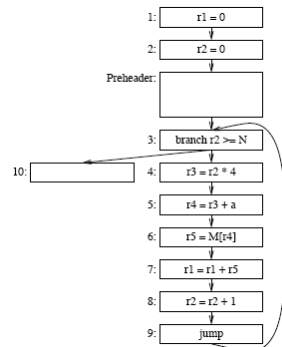 1: r1 = 0
2: r2 = 0
Preheader:
3: branch r2 >= N
10:
4: r3 = r2 * 4
5: r4 = r3 + a
6: r5 = M[r4]
7: r1 = r1 + r5
8: r2 = r2 + 1
9: jump